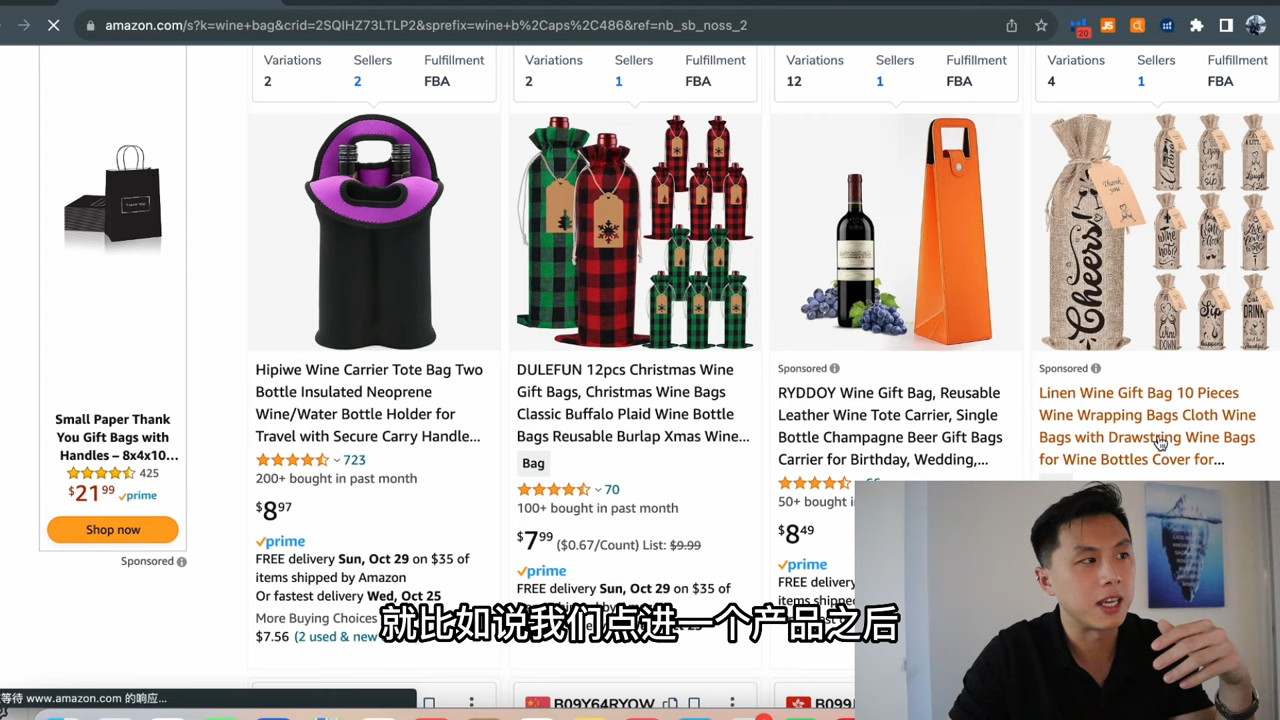 amazon.com/s?k=wine+bag&crid=2SQIHZ73LTLP2&sprefix=wine+b%2Caps%2C486&ref=nb_sb_noss_2
20
JS
Variations Sellers Fulfillment
2 2 FBA
Variations Sellers Fulfillment
2 1 FBA
Variations Sellers Fulfillment
12 1 FBA
Variations Sellers Fulfillment
4 1 FBA
Small Paper Thank
You Gift Bags with
Handles – 8x4x10...
425
$21 99 prime
Shop now
Sponsored
Hipiwe Wine Carrier Tote Bag Two
Bottle Insulated Neoprene
Wine/Water Bottle Holder for
Travel with Secure Carry Handle...
723
200+ bought in past month
$8 97
prime
FREE delivery Sun, Oct 29 on $35 of
items shipped by Amazon
Or fastest delivery Wed, Oct 25
More Buying Choices
$7.56 (2 used & new
DULEFUN 12pcs Christmas Wine
Gift Bags, Christmas Wine Bags
Classic Buffalo Plaid Wine Bottle
Bags Reusable Burlap Xmas Wine...
Bag
70
100+ bought in past month
$7 99 ($0.67/Count) List: $9.99
prime
FREE delivery Sun, Oct 29 on $35 of
Sponsored
RYDDOY Wine Gift Bag, Reusable
Leather Wine Tote Carrier, Single
Bottle Champagne Beer Gift Bags
Carrier for Birthday, Wedding,...
50+ bought in
$8 49
prime
FREE delivery
items shipped
Cheers!
Thank you
Sponsored
Linen Wine Gift Bag 10 Pieces
Wine Wrapping Bags Cloth Wine
Bags with Drawstring Wine Bags
for Wine Bottles Cover for...
就比如说我们点进一个产品之后
等待 www.amazon.com 的响应...
B09Y64RYQW
B099